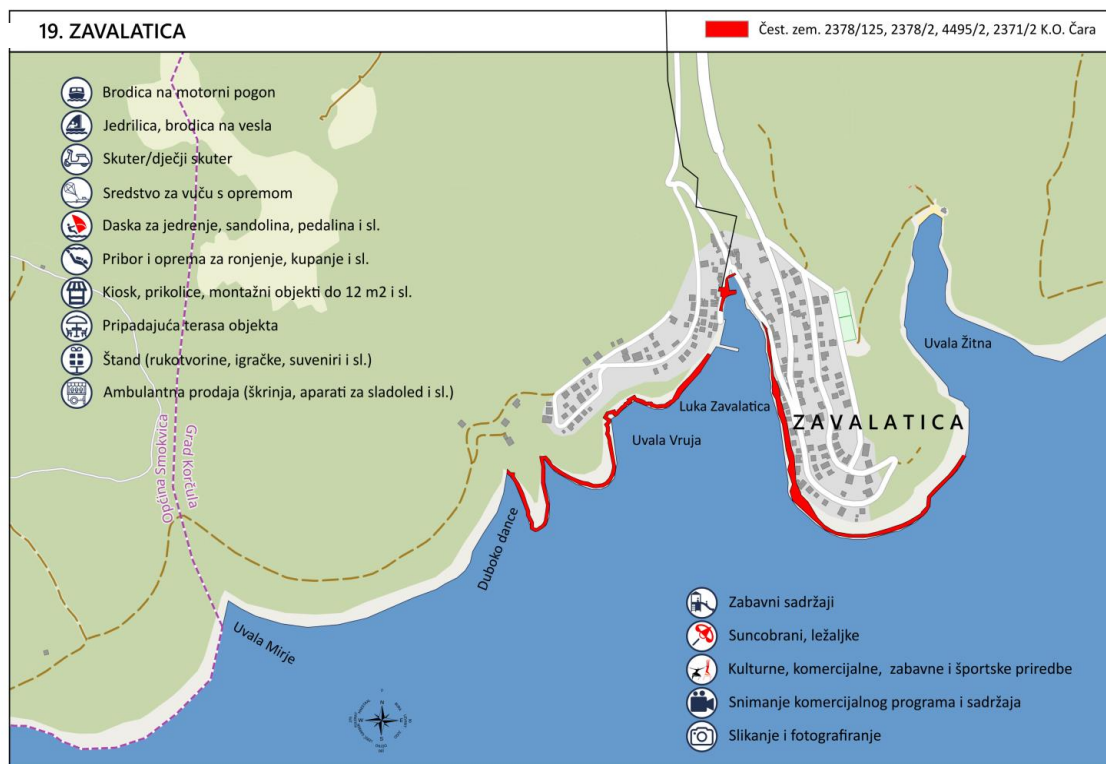 19. ZAVALATICA
Čest. zem. 2378/125, 2378/2, 4495/2, 2371/2 K.O. Čara
Brodica na motorni pogon
Jedrilica, brodica na vesla
Skuter/dječji skuter
Sredstvo za vuču s opremom
Daska za jedrenje, sandolina, pedalina i sl.
Pribor i oprema za ronjenje, kupanje i sl.
Kiosk, prikolice, montažni objekti do 12 m2 i sl.
Pripadajuća terasa objekta
Štand (rukotvorine, igračke, suveniri i sl.)
Ambulantna prodaja (škrinja, aparati za sladoled i sl.)
Uvala Žitna
Luka Zavalatica
ZAVALATICA
Uvala Vruja
Općina Smokvica
Grad Korčula
Duboko dance
Uvala Mirje
Zabavni sadržaji
Suncobrani, ležaljke
Kulturne, komercijalne, zabavne i športske priredbe
Snimanje komercijalnog programa i sadržaja
Slikanje i fotografiranje
N
W
E
S